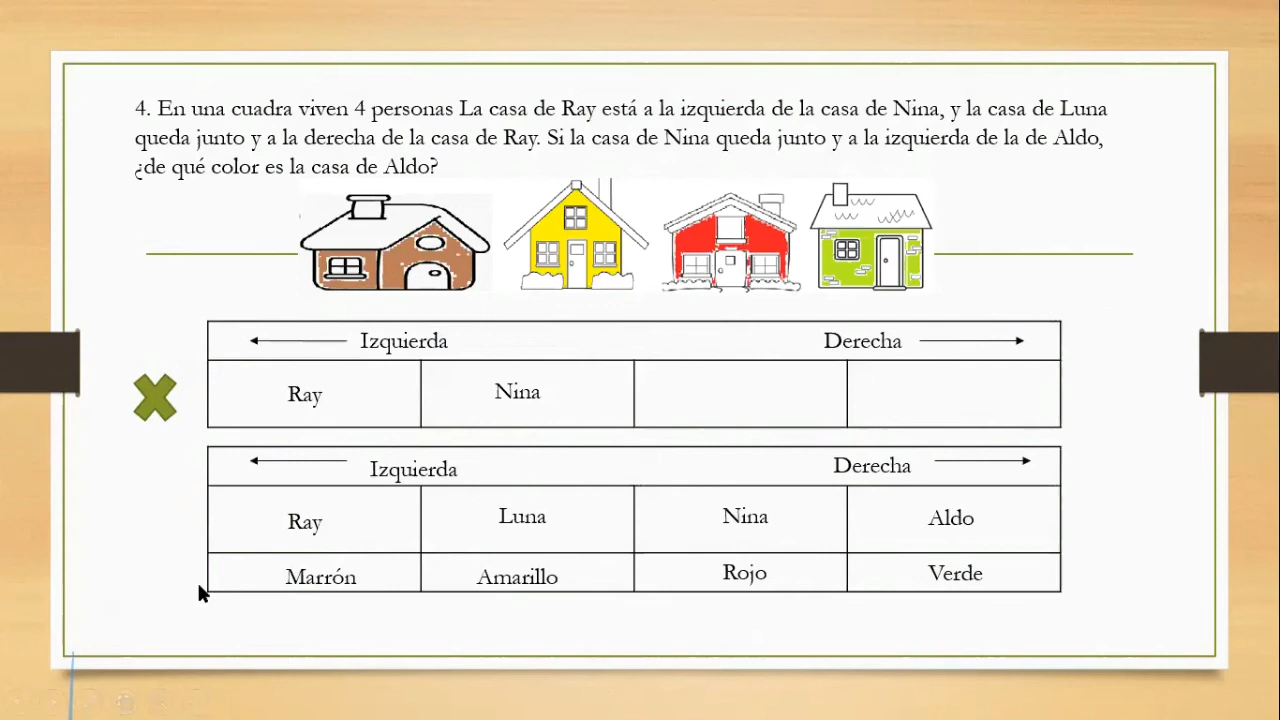 4. En una cuadra viven 4 personas La casa de Ray está a la izquierda de la casa de Nina, y la casa de Luna
queda junto y a la derecha de la casa de Ray. Si la casa de Nina queda junto y a la izquierda de la de Aldo,
¿de qué color es la casa de Aldo?
Izquierda Derecha
Ray Nina
Izquierda Derecha
Ray Luna Nina Aldo
Marrón Amarillo Rojo Verde